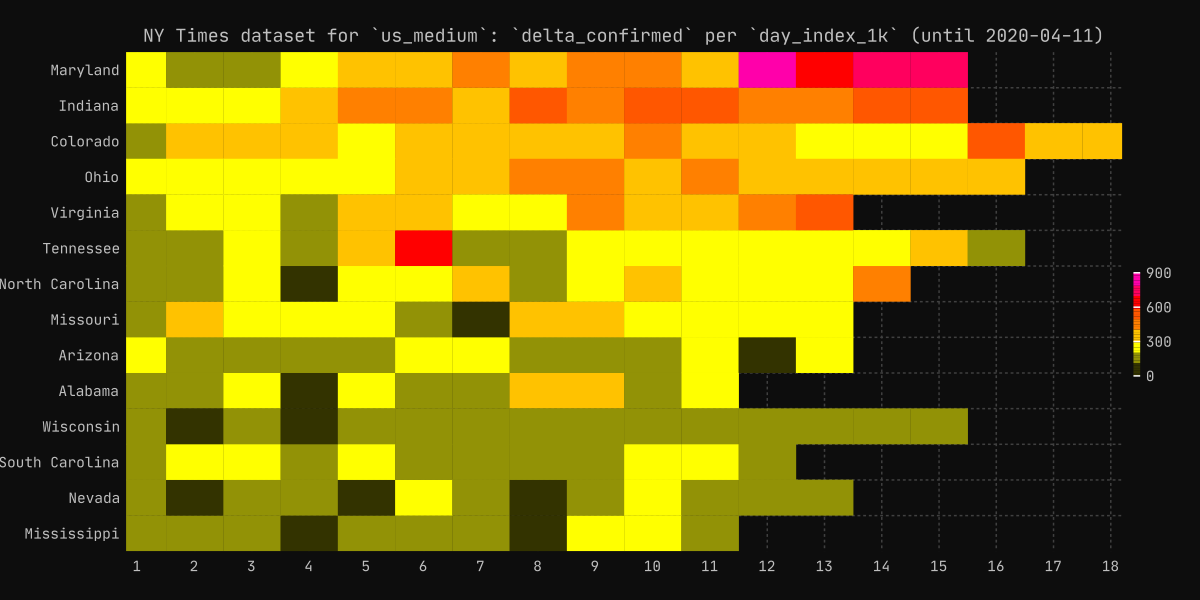 NY Times dataset for `us_medium`: `delta_confirmed` per `day_index_1k` (until 2020-04-11)
Maryland
Indiana
Colorado
Ohio
Virginia
Tennessee
North Carolina
Missouri
Arizona
Alabama
Wisconsin
South Carolina
Nevada
Mississippi
1 2 3 4 5 6 7 8 9 10 11 12 13 14 15 16 17 18
900
600
300
0